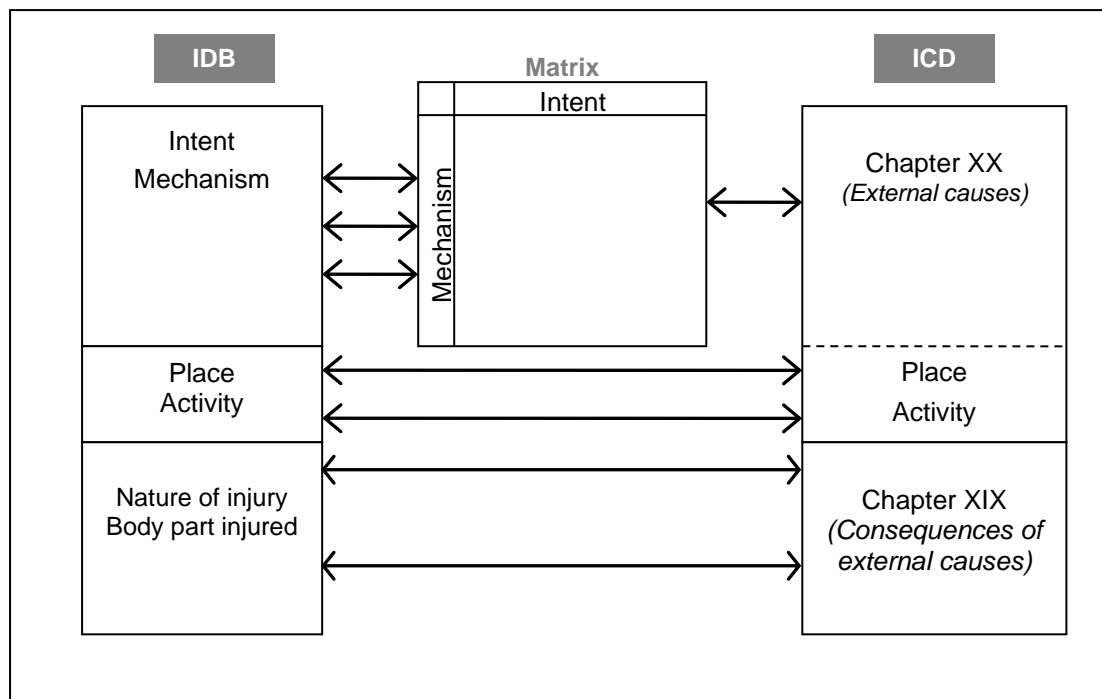 IDB
Intent
Mechanism
Place
Activity
Nature of injury
Body part injured
Matrix
Intent
Mechanism
ICD
Chapter XX
(External causes)
Place
Activity
Chapter XIX
(Consequences of
external causes)